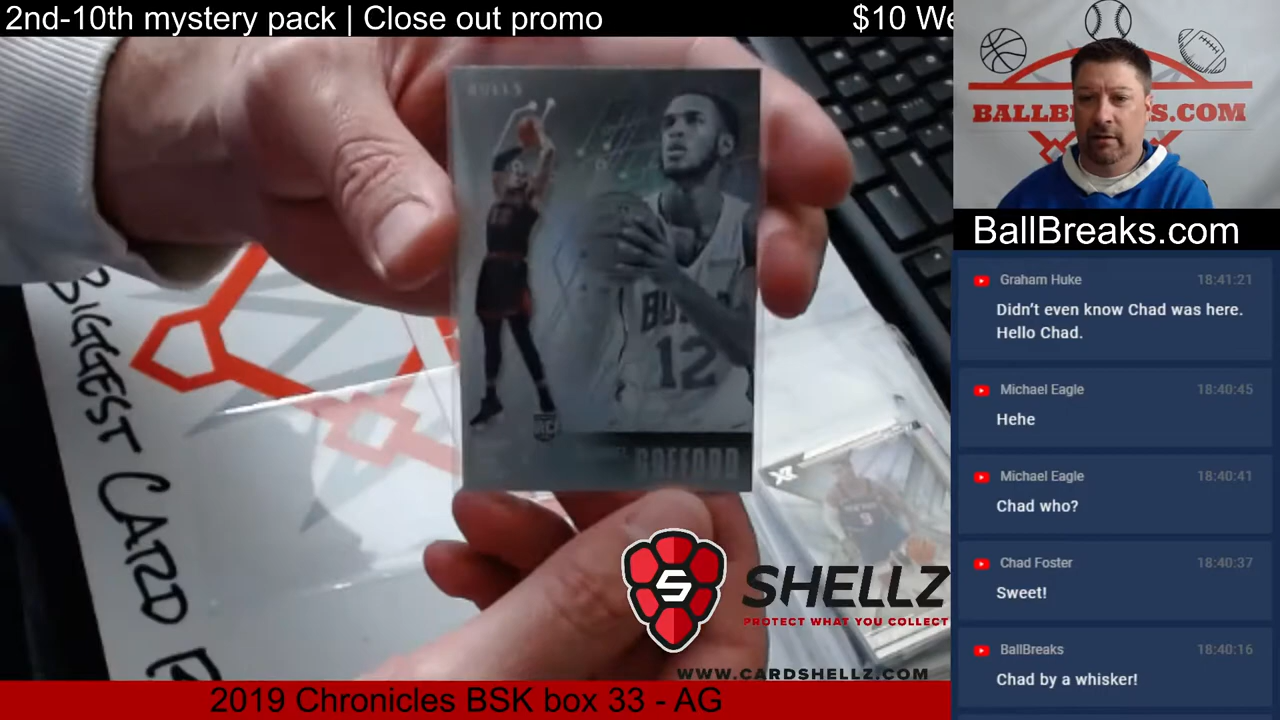 2nd-10th mystery pack | Close out promo
$10 We
BALLBREAKS.COM
BallBreaks.com
Graham Huke 18:41:21
Didn't even know Chad was here.
Hello Chad.
Michael Eagle 18:40:45
Hehe
Michael Eagle 18:40:41
Chad who?
Chad Foster 18:40:37
Sweet!
BallBreaks 18:40:16
Chad by a whisker!
BULLS
BULLS
12
RC
GAFFORD
BIGGEST CARD
XR
S SHELLZ
PROTECT WHAT YOU COLLECT
WWW.CARDSHELLZ.COM
2019 Chronicles BSK box 33 - AG